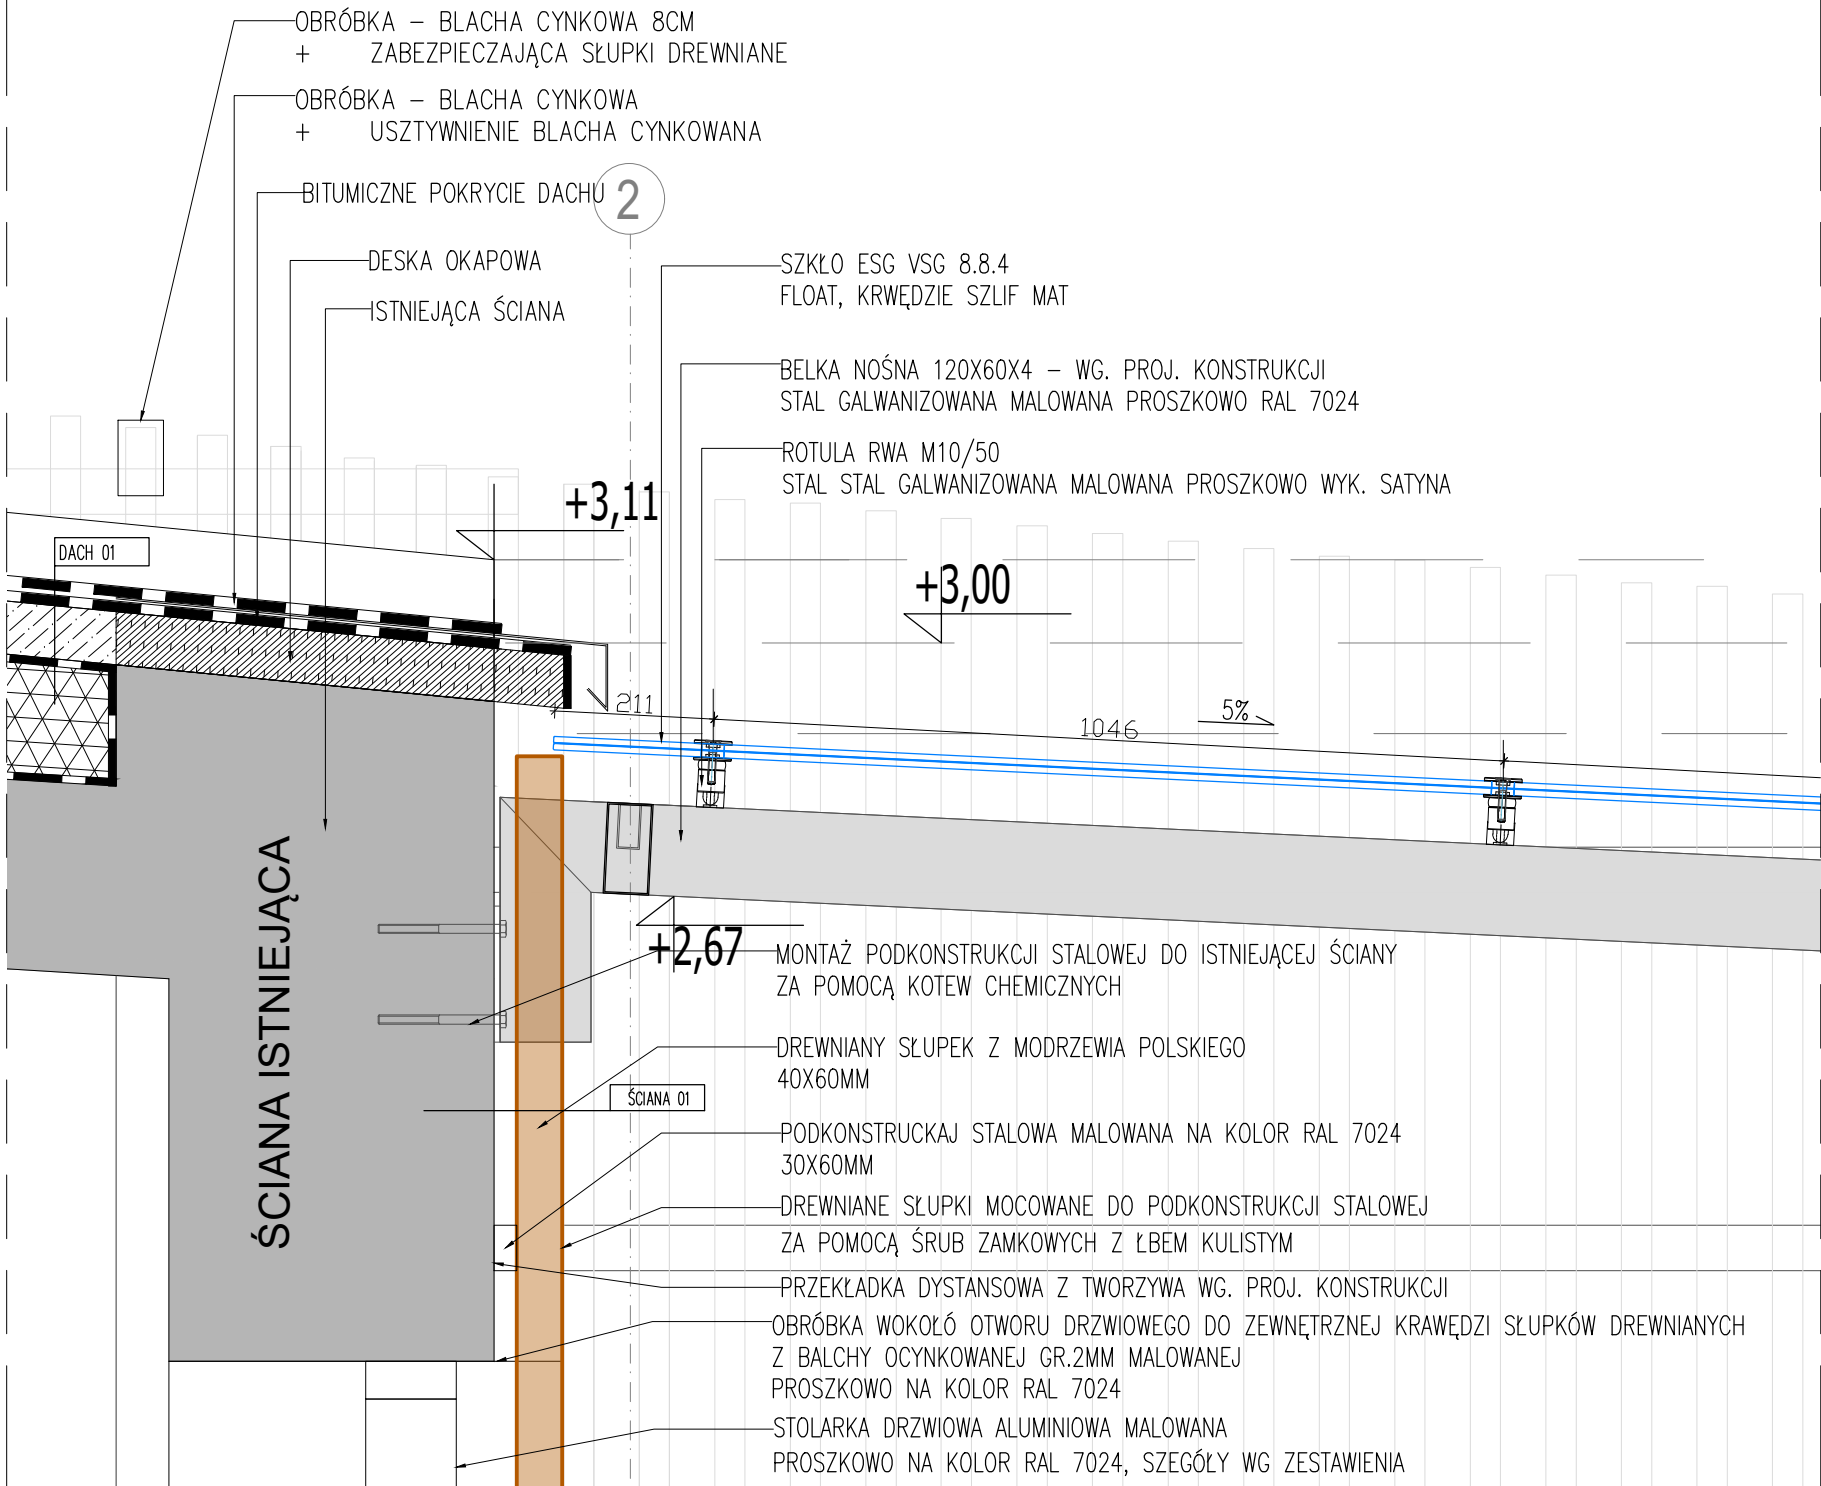 OBRÓBKA – BLACHA CYNKOWA 8CM
+ ZABEZPIECZAJĄCA SŁUPKI DREWNIANE
OBRÓBKA – BLACHA CYNKOWA
+ USZTYWNIENIE BLACHA CYNKOWANA
BITUMICZNE POKRYCIE DACHU
2
DESKA OKAPOWA
ISTNIEJĄCA ŚCIANA
SZKŁO ESG VSG 8.8.4
FLOAT, KRWĘDZIE SZLIF MAT
BELKA NOŚNA 120X60X4 – WG. PROJ. KONSTRUKCJI
STAL GALWANIZOWANA MALOWANA PROSZKOWO RAL 7024
ROTULA RWA M10/50
STAL STAL GALWANIZOWANA MALOWANA PROSZKOWO WYK. SATYNA
+3,11
DACH 01
+3,00
211
1046
5%
ŚCIANA ISTNIEJĄCA
+2,67
MONTAŻ PODKONSTRUKCJI STALOWEJ DO ISTNIEJĄCEJ ŚCIANY
ZA POMOCĄ KOTEW CHEMICZNYCH
DREWNIANY SŁUPEK Z MODRZEWIA POLSKIEGO
40X60MM
ŚCIANA 01
PODKONSTRUCKAJ STALOWA MALOWANA NA KOLOR RAL 7024
30X60MM
DREWNIANE SŁUPKI MOCOWANE DO PODKONSTRUKCJI STALOWEJ
ZA POMOCĄ ŚRUB ZAMKOWYCH Z ŁBEM KULISTYM
PRZEKŁADKA DYSTANSOWA Z TWORZYWA WG. PROJ. KONSTRUKCJI
OBRÓBKA WOKOŁÓ OTWORU DRZWIOWEGO DO ZEWNĘTRZNEJ KRAWĘDZI SŁUPKÓW DREWNIANYCH
Z BALCHY OCYNKOWANEJ GR.2MM MALOWANEJ
PROSZKOWO NA KOLOR RAL 7024
STOLARKA DRZWIOWA ALUMINIOWA MALOWANA
PROSZKOWO NA KOLOR RAL 7024, SZEGÓŁY WG ZESTAWIENIA